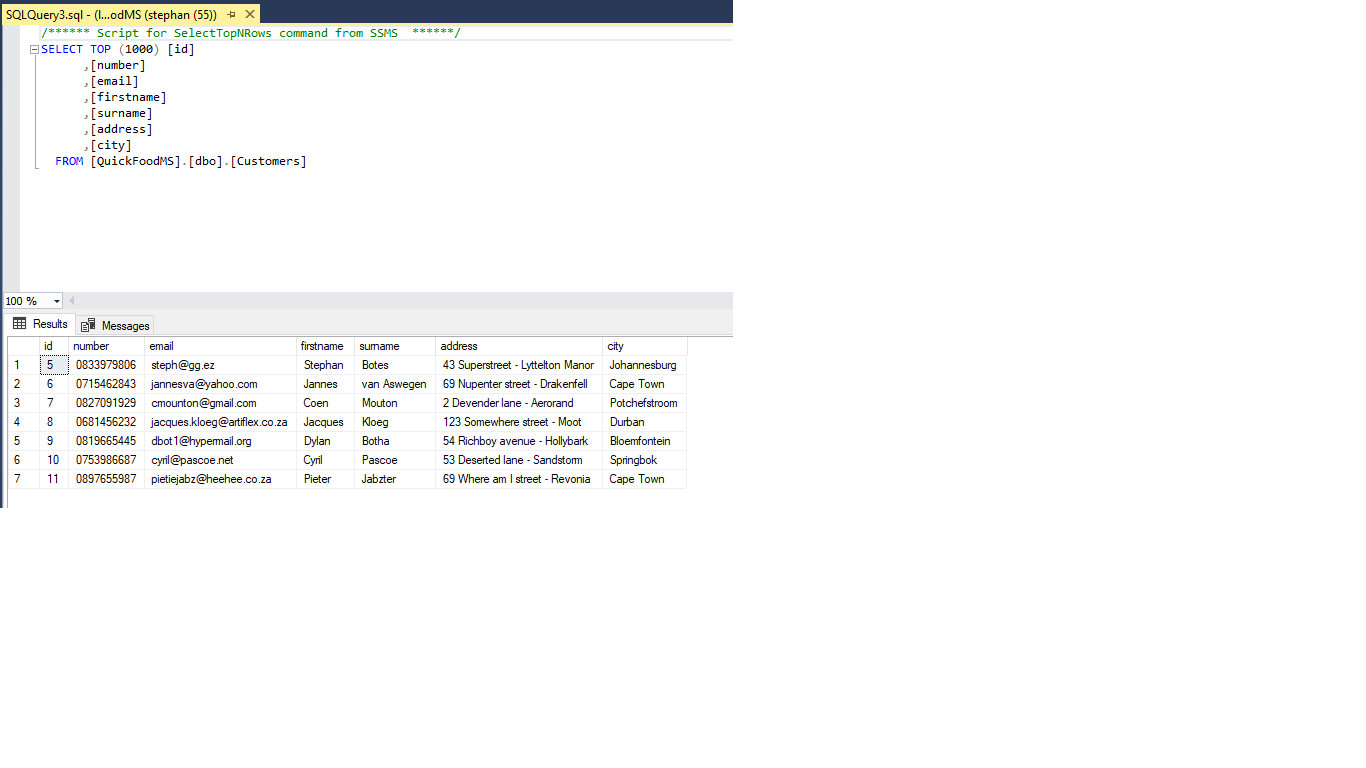 SQLQuery3.sql - (l...odMS (stephan (55))
/****** Script for SelectTopNRows command from SSMS  ******/
SELECT TOP (1000) [id]
,[number]
,[email]
,[firstname]
,[surname]
,[address]
,[city]
FROM [QuickFoodMS].[dbo].[Customers]
100 %
Results Messages
id number email firstname surname address city
1 5 0833979806 steph@gg.ez Stephan Botes 43 Superstreet - Lyttelton Manor Johannesburg
2 6 0715462843 jannesva@yahoo.com Jannes van Aswegen 69 Nupenter street - Drakenfell Cape Town
3 7 0827091929 cmounton@gmail.com Coen Mouton 2 Devender lane - Aerorand Potchefstroom
4 8 0681456232 jacques.kloeg@artiflex.co.za Jacques Kloeg 123 Somewhere street - Moot Durban
5 9 0819665445 dbot1@hypermail.org Dylan Botha 54 Richboy avenue - Hollybark Bloemfontein
6 10 0753986687 cyril@pascoe.net Cyril Pascoe 53 Deserted lane - Sandstorm Springbok
7 11 0897655987 pietiejabz@heehee.co.za Pieter Jabzter 69 Where am I street - Revonia Cape Town